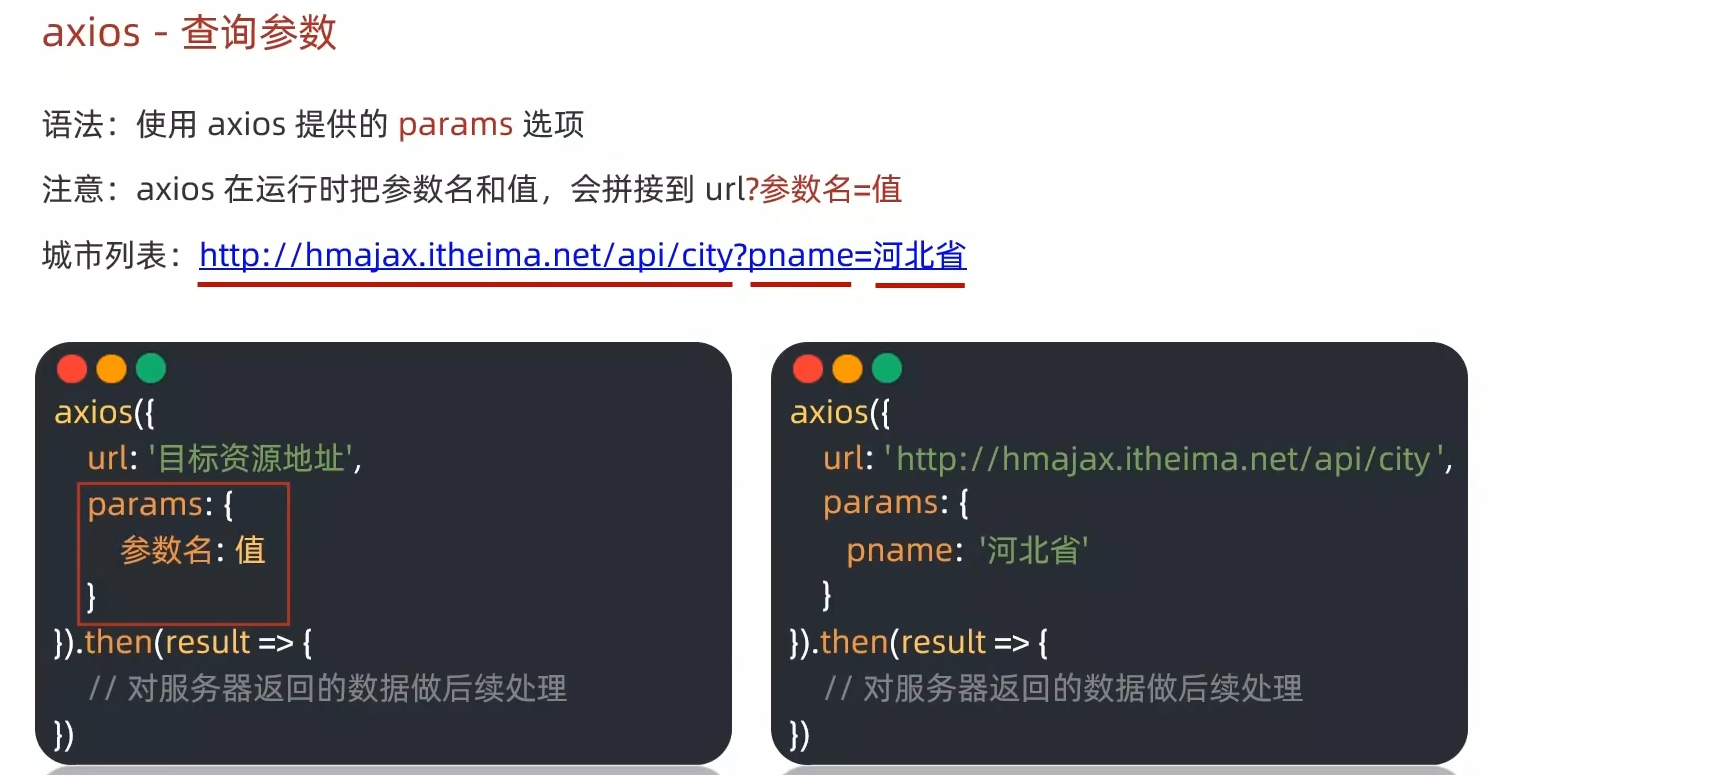 axios - 查询参数
语法：使用 axios 提供的 params 选项
注意：axios 在运行时把参数名和值，会拼接到 url?参数名=值
城市列表：http://hmajax.itheima.net/api/city?pname=河北省
axios({
url: '目标资源地址',
params: {
参数名: 值
}
}).then(result => {
// 对服务器返回的数据做后续处理
})
axios({
url: 'http://hmajax.itheima.net/api/city',
params: {
pname: '河北省'
}
}).then(result => {
// 对服务器返回的数据做后续处理
})